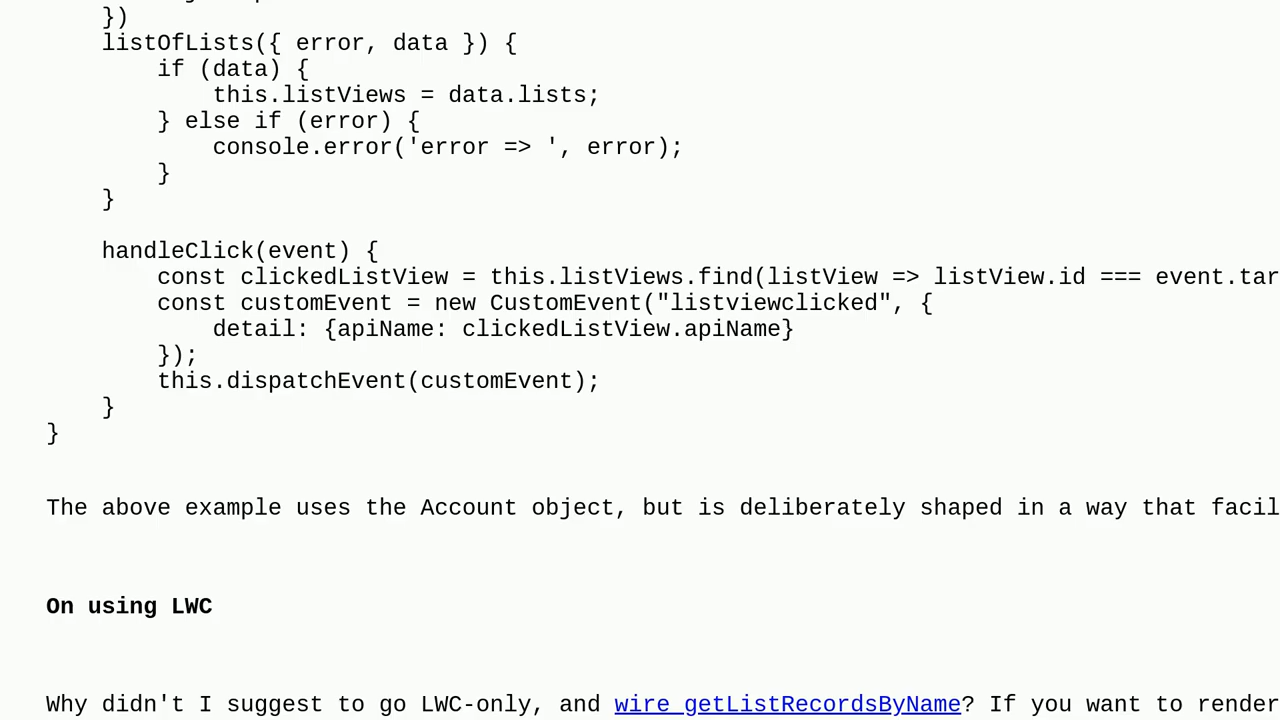 })
listOfLists({ error, data }) {
if (data) {
this.listViews = data.lists;
} else if (error) {
console.error('error => ', error);
}
}
handleClick(event) {
const clickedListView = this.listViews.find(listView => listView.id === event.tar
const customEvent = new CustomEvent("listviewclicked", {
detail: {apiName: clickedListView.apiName}
});
this.dispatchEvent(customEvent);
}
}
The above example uses the Account object, but is deliberately shaped in a way that facil
On using LWC
Why didn't I suggest to go LWC-only, and wire getListRecordsByName? If you want to render